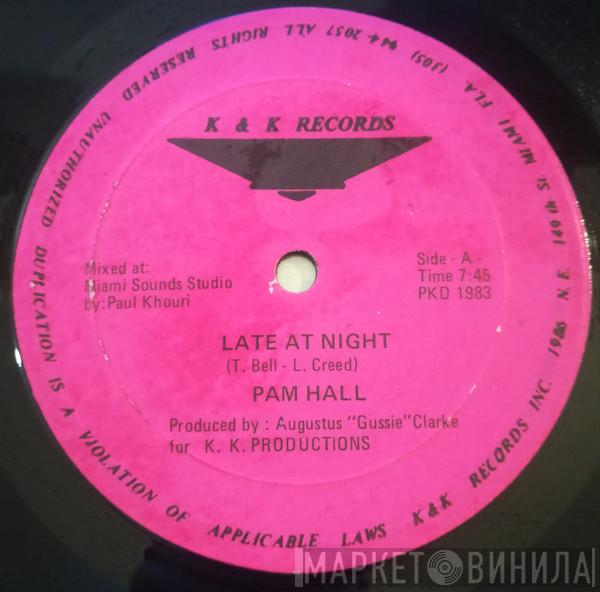 K & K RECORDS
Mixed at:
Miami Sounds Studio
by: Paul Khouri
Side - A -
Time 7:45
PKD 1983
LATE AT NIGHT
(T. Bell - L. Creed)
PAM HALL
Produced by : Augustus "Gussie" Clarke
for K. K. PRODUCTIONS
UNAUTHORIZED DUPLICATION IS A VIOLATION OF APPLICABLE LAWS K & K RECORDS INC. 1986 N.E. 149 th St. MIAMI FLA. (305) 944-2057 ALL RIGHTS RESERVED
МАРКЕТ ВИНИЛА